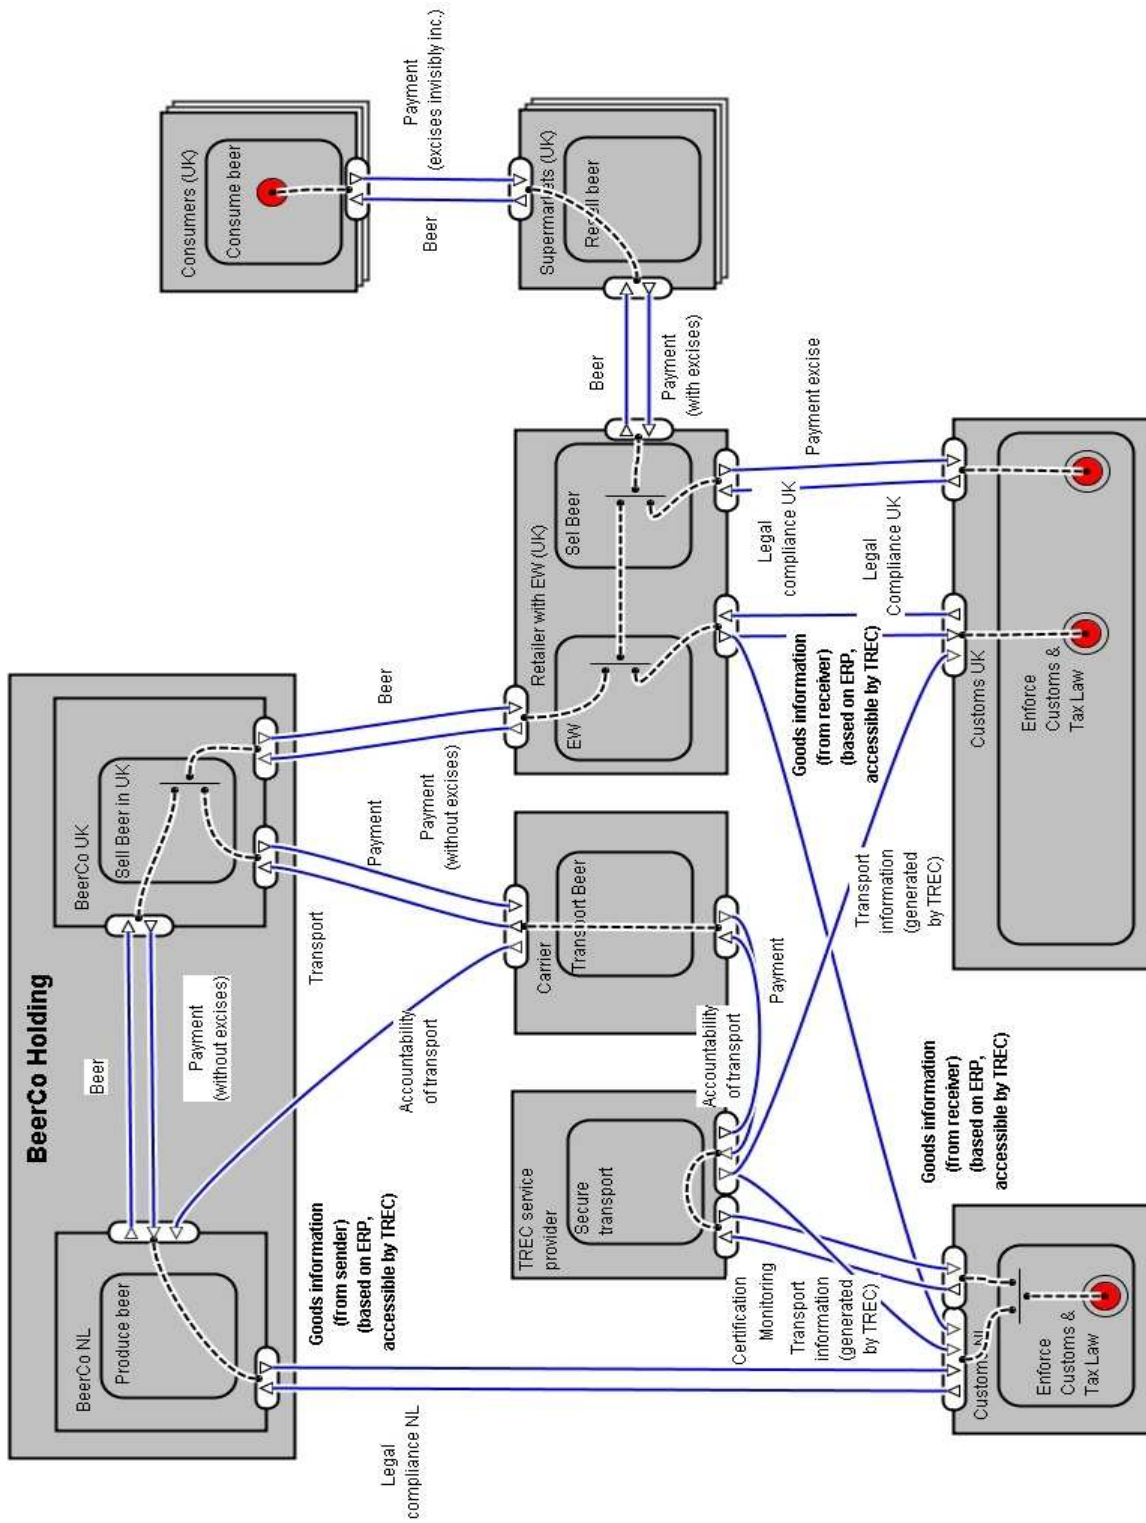 BeerCo Holding
BeerCo NL
Produce beer
Beer
Payment
(without excises)
BeerCo UK
Sell Beer in UK
Legal
compliance NL
Goods information
(from sender)
(based on ERP,
accessible by TREC)
Accountability
of transport
Transport
Payment
Payment
(without excises)
Beer
Consumers (UK)
Consume beer
Beer
Payment
(excises invisibly inc.)
TREC service
provider
Secure
transport
Carrier
Transport Beer
Retailer with EW (UK)
EW
Sell Beer
Beer
Payment
(with excises)
Supermarkets (UK)
Resell beer
Certification
Monitoring
Transport
information
(generated
by TREC)
Accountability
of transport
Payment
Goods information
(from receiver)
(based on ERP,
accessible by TREC)
Transport
information
(generated
by TREC)
Goods information
(from receiver)
(based on ERP,
accessible by TREC)
Legal
compliance UK
Legal
Compliance UK
Payment excise
Customs NL
Enforce
Customs &
Tax Law
Customs UK
Enforce
Customs &
Tax Law